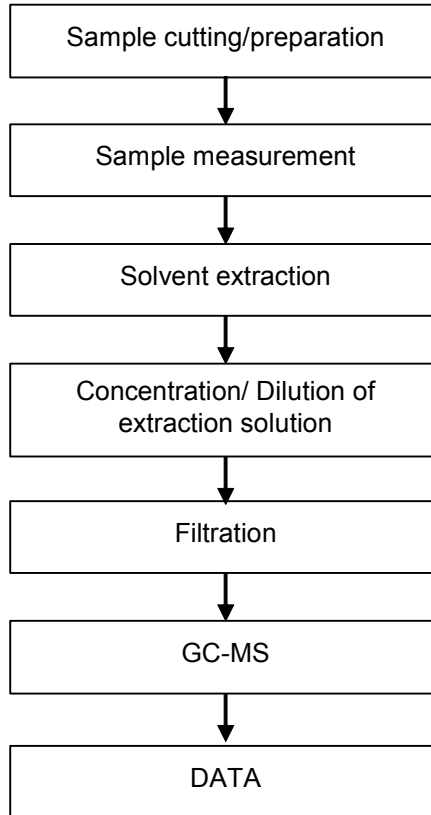 Sample cutting/preparation
Sample measurement
Solvent extraction
Concentration/ Dilution of
extraction solution
Filtration
GC-MS
DATA